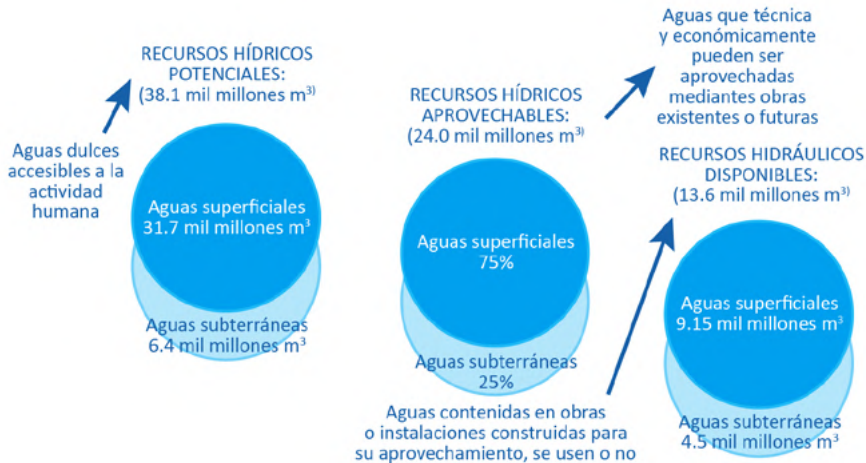 RECURSOS HÍDRICOS
POTENCIALES:
(38.1 mil millones m³⁾
Aguas dulces
accesibles a la
actividad
humana
Aguas superficiales
31.7 mil millones m³
Aguas subterráneas
6.4 mil millones m³
RECURSOS HÍDRICOS
APROVECHABLES:
(24.0 mil millones m³⁾
Aguas que técnica
y económicamente
pueden ser
aprovechadas
mediantes obras
existentes o futuras
Aguas superficiales
75%
Aguas subterráneas
25%
Aguas contenidas en obras
o instalaciones construidas para
su aprovechamiento, se usen o no
RECURSOS HIDRÁULICOS
DISPONIBLES:
(13.6 mil millones m³⁾
Aguas superficiales
9.15 mil millones m³
Aguas subterráneas
4.5 mil millones m³